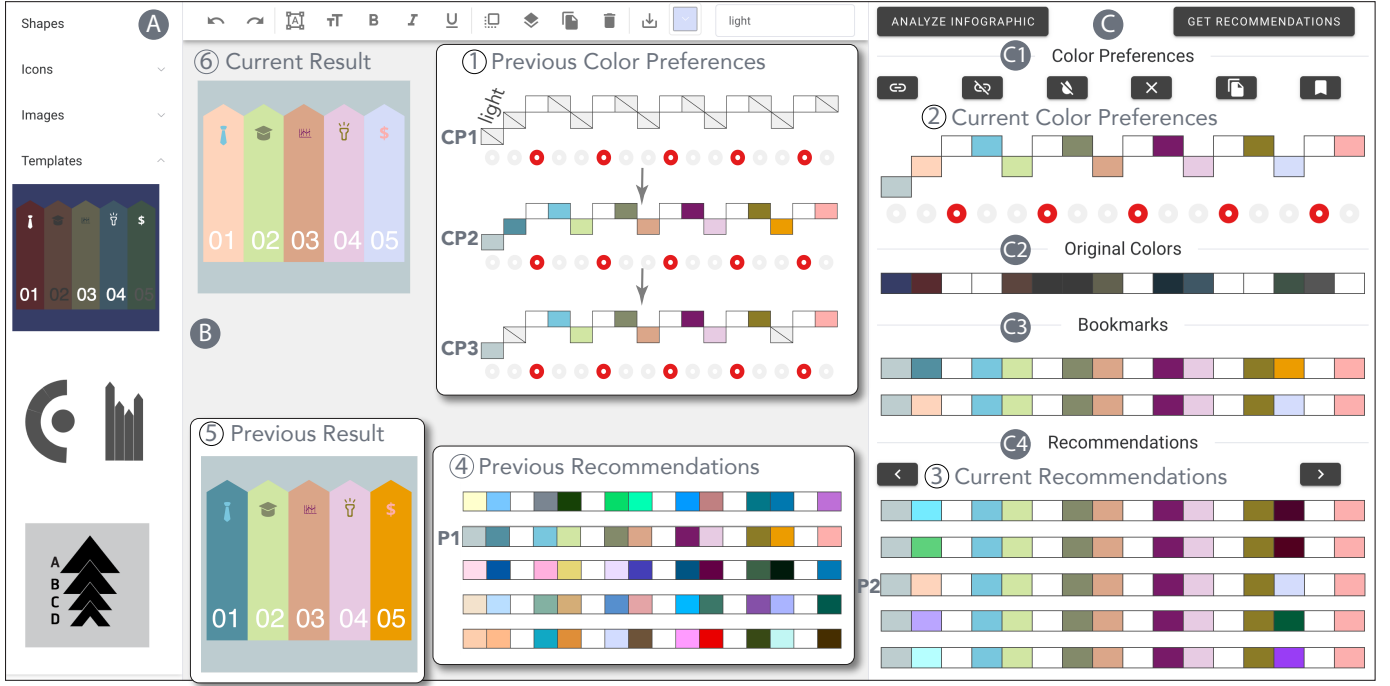 Shapes
A
Icons
Images
Templates
01 02 03 04 05
A
B
C
D
light
⑥ Current Result
01 02 03 04 05
B
⑤ Previous Result
01 02 03 04 05
① Previous Color Preferences
light
CP1
CP2
CP3
④ Previous Recommendations
P1
ANALYZE INFOGRAPHIC
C
GET RECOMMENDATIONS
C1 Color Preferences
② Current Color Preferences
C2 Original Colors
C3 Bookmarks
C4 Recommendations
③ Current Recommendations
P2